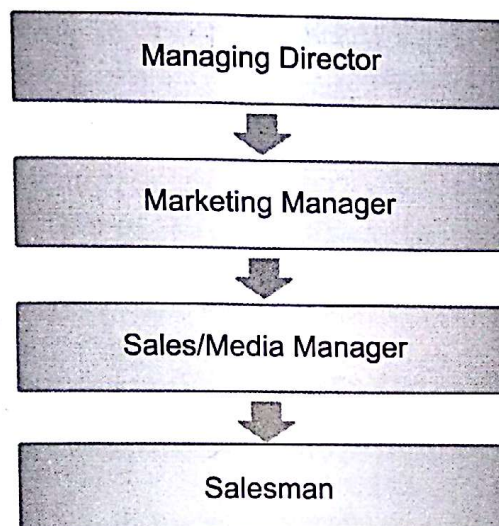 Managing Director
Marketing Manager
Sales/Media Manager
Salesman